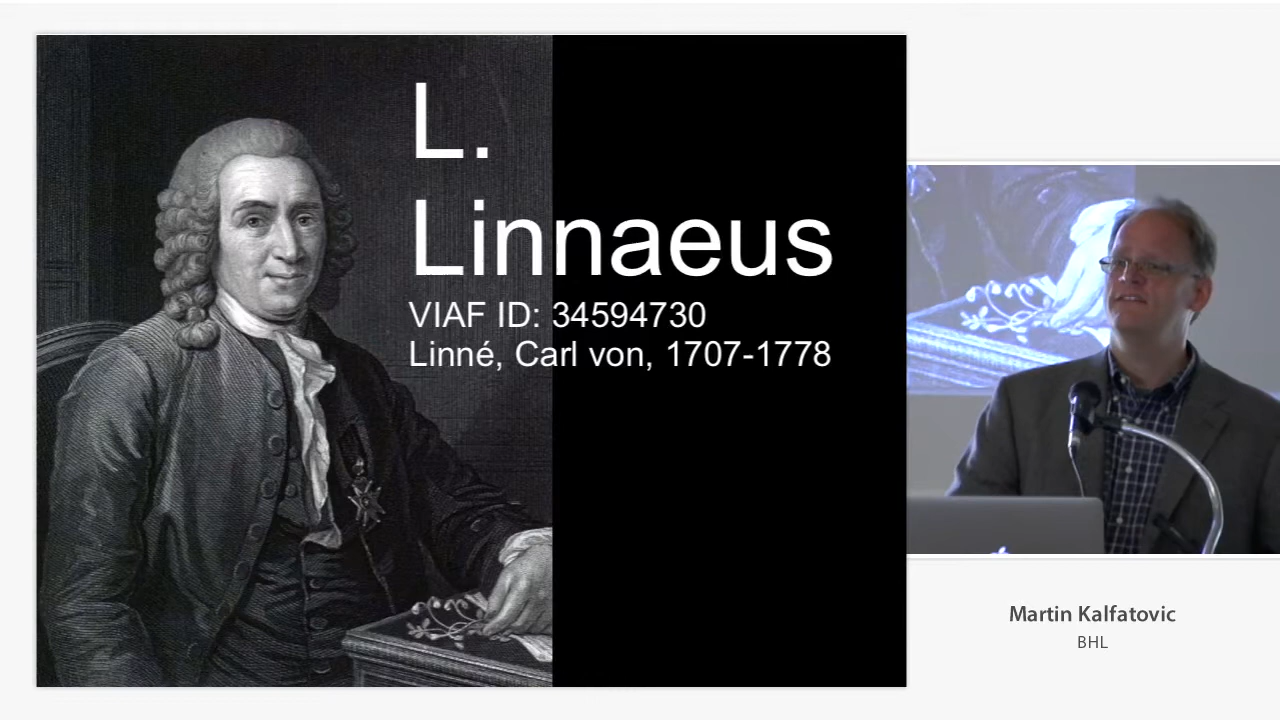 L.
Linnaeus
VIAF ID: 34594730
Linné, Carl von, 1707-1778
Martin Kalfatovic
BHL